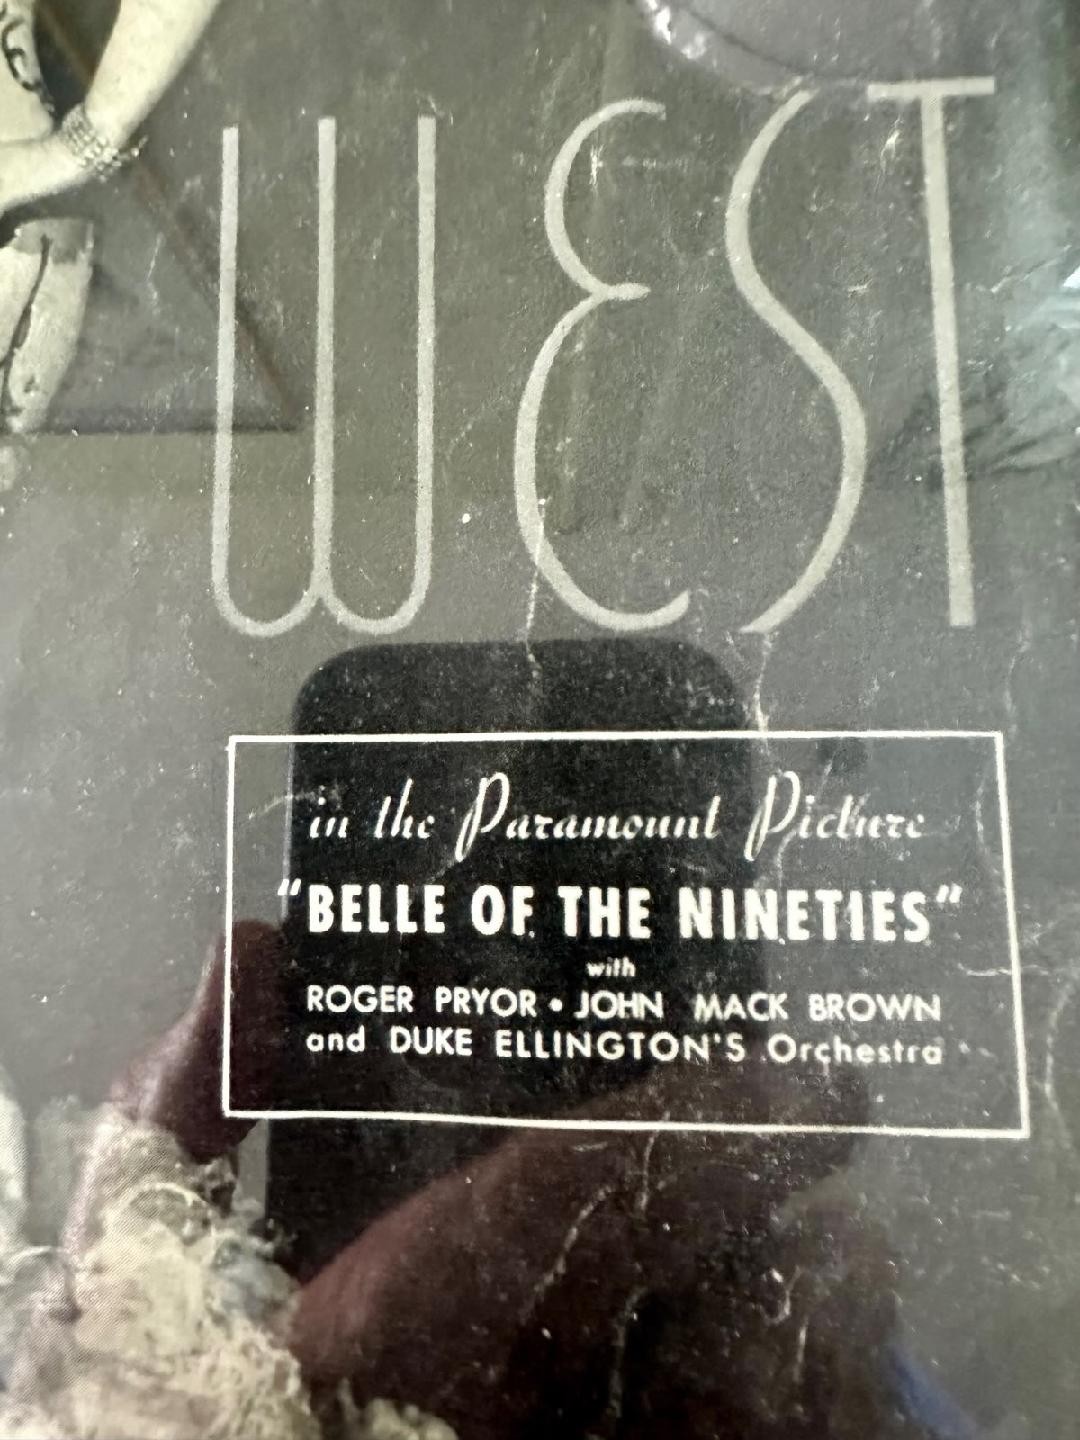 WEST
in the Paramount Picture
"BELLE OF THE NINETIES"
with
ROGER PRYOR • JOHN MACK BROWN
and DUKE ELLINGTON'S Orchestra